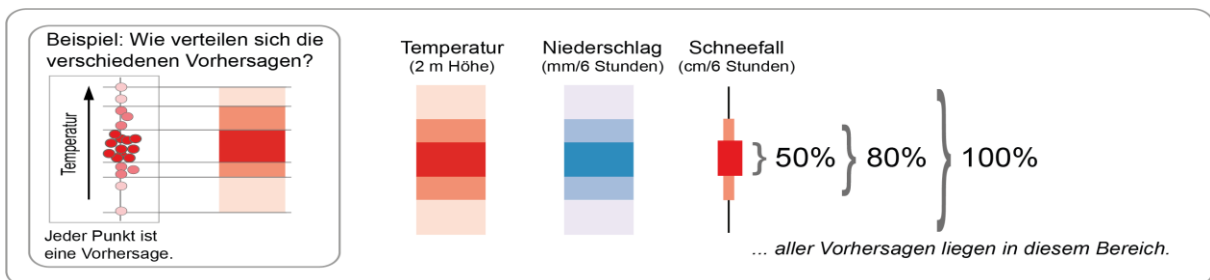 Beispiel: Wie verteilen sich die
verschiedenen Vorhersagen?
Temperatur
Jeder Punkt ist
eine Vorhersage.
Temperatur
(2 m Höhe)
Niederschlag
(mm/6 Stunden)
Schneefall
(cm/6 Stunden)
50%
80%
100%
... aller Vorhersagen liegen in diesem Bereich.